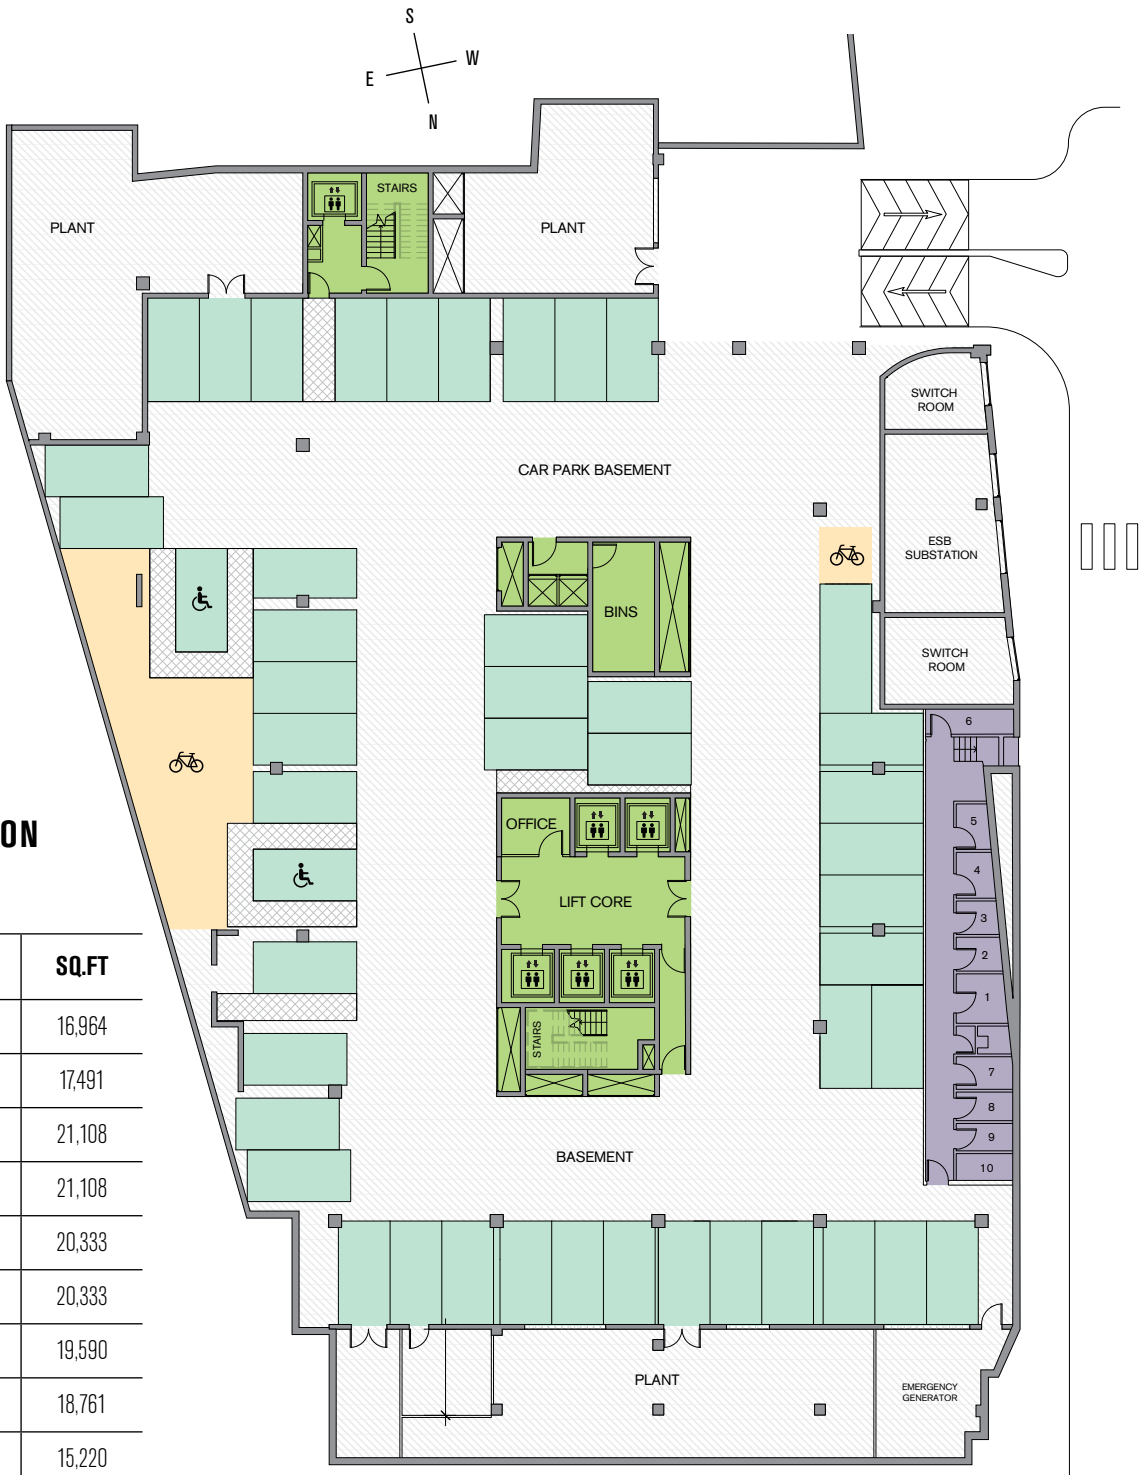 S
E W
N
STAIRS
PLANT
PLANT
SWITCH
ROOM
CAR PARK BASEMENT
ESB
SUBSTATION
BINS
SWITCH
ROOM
6
ON
OFFICE
5
4
LIFT CORE
3
2
SQ.FT
1
16,964
STAIRS
7
17,491
8
21,108
9
BASEMENT
10
21,108
20,333
20,333
19,590
PLANT
EMERGENCY
GENERATOR
18,761
15,220